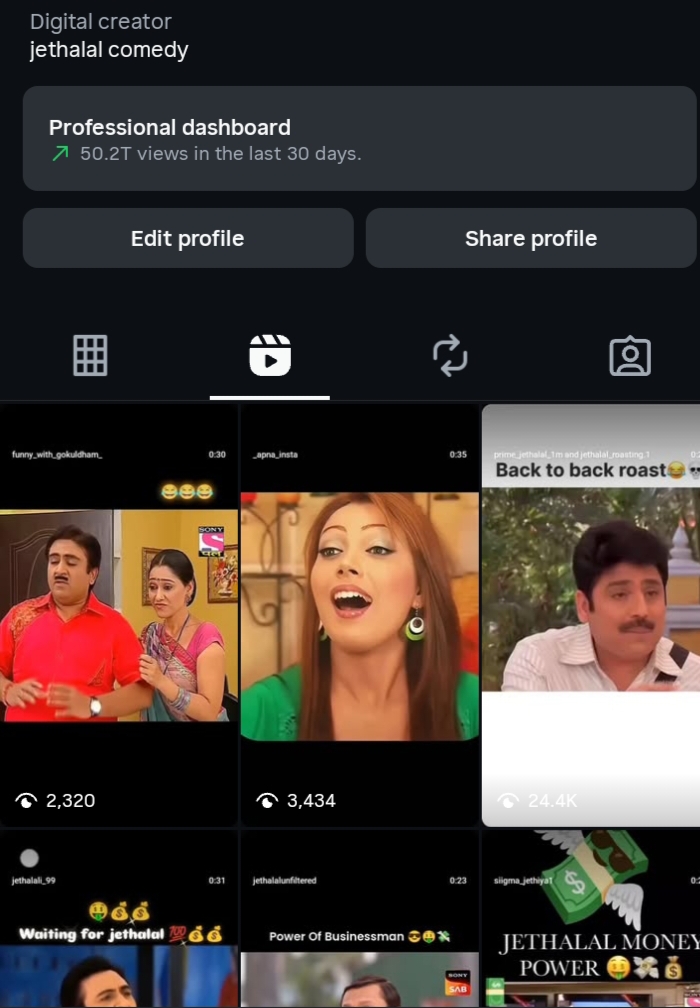 Digital creator
jethalal comedy
Professional dashboard
50.2T views in the last 30 days.
Edit profile
Share profile
funny_with_gokuldham_ 0:30
_apna_insta 0:35
prime_jethalal_1m and jethalal_roasting.1
😂😂😂
Back to back roast😂💀
SONY
S
पल
2,320
3,434
24.4K
jethalali_99 0:31
jethalalunfiltered 0:23
siigma_jethiya1
🤑💰💰
Waiting for jethalal 💯💰💰
Power Of Businessman 😎🤑💸
$
JETHALAL MONEY
POWER 🤑💸💰
SONY
SAB